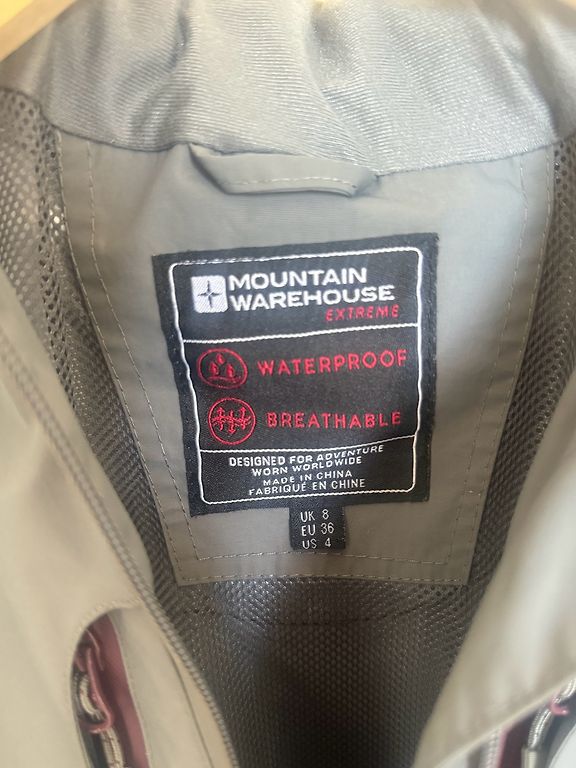 MOUNTAIN
WAREHOUSE
EXTREME
WATERPROOF
BREATHABLE
DESIGNED FOR ADVENTURE
WORN WORLDWIDE
MADE IN CHINA
FABRIQUÉ EN CHINE
UK 8
EU 36
US 4